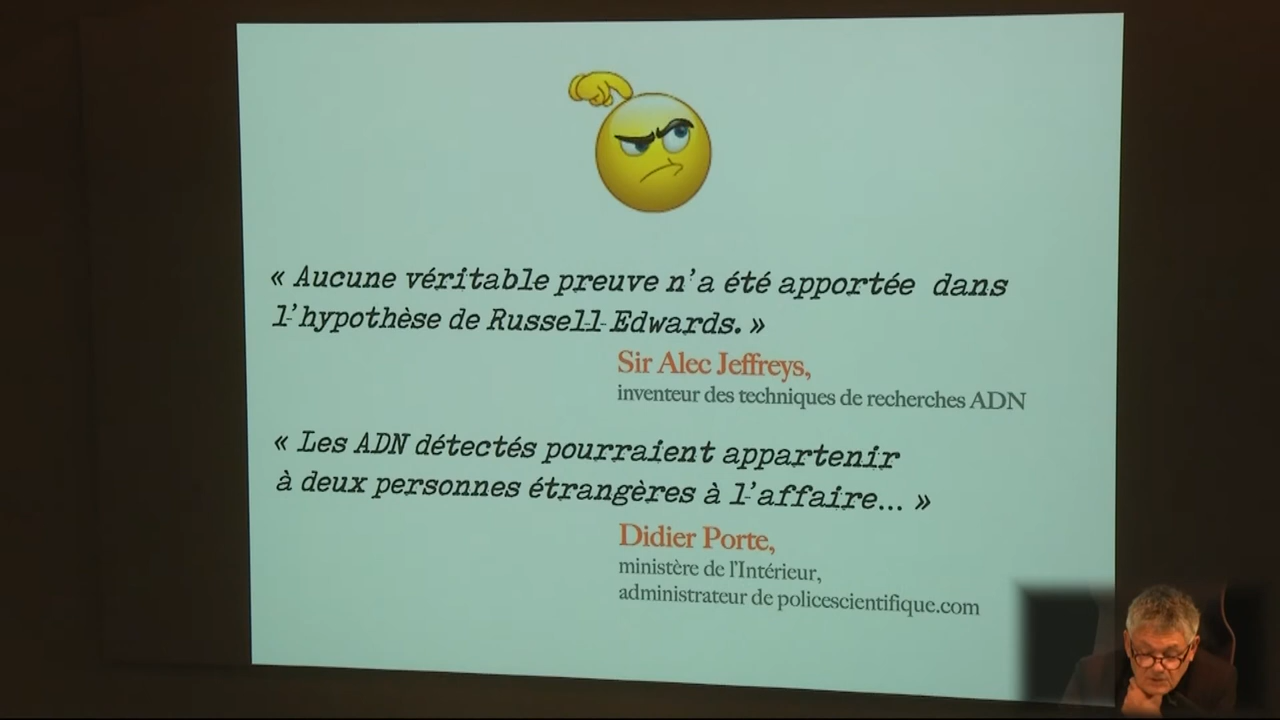 « Aucune véritable preuve n'a été apportée dans
l'hypothèse de Russell Edwards. »
Sir Alec Jeffreys,
inventeur des techniques de recherches ADN
« Les ADN détectés pourraient appartenir
à deux personnes étrangères à l'affaire... »
Didier Porte,
ministère de l'Intérieur,
administrateur de policescientifique.com